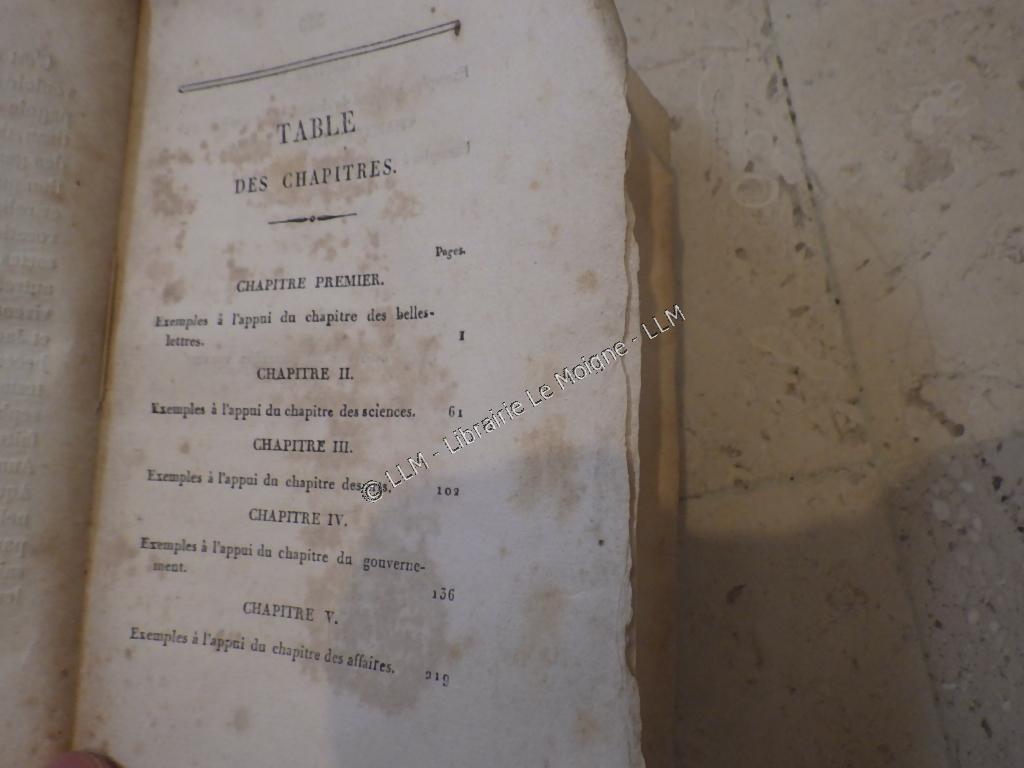 TABLE
DES CHAPITRES.
Pages.
CHAPITRE PREMIER.
Exemples à l'appui du chapitre des belles-
lettres. 1
CHAPITRE II.
Exemples à l'appui du chapitre des sciences. 61
CHAPITRE III.
Exemples à l'appui du chapitre des 102
CHAPITRE IV.
Exemples à l'appui du chapitre du gouverne-
ment. 136
CHAPITRE V.
Exemples à l'appui du chapitre des affaires. 219
© LLM - Librairie Le Moigne - LLM